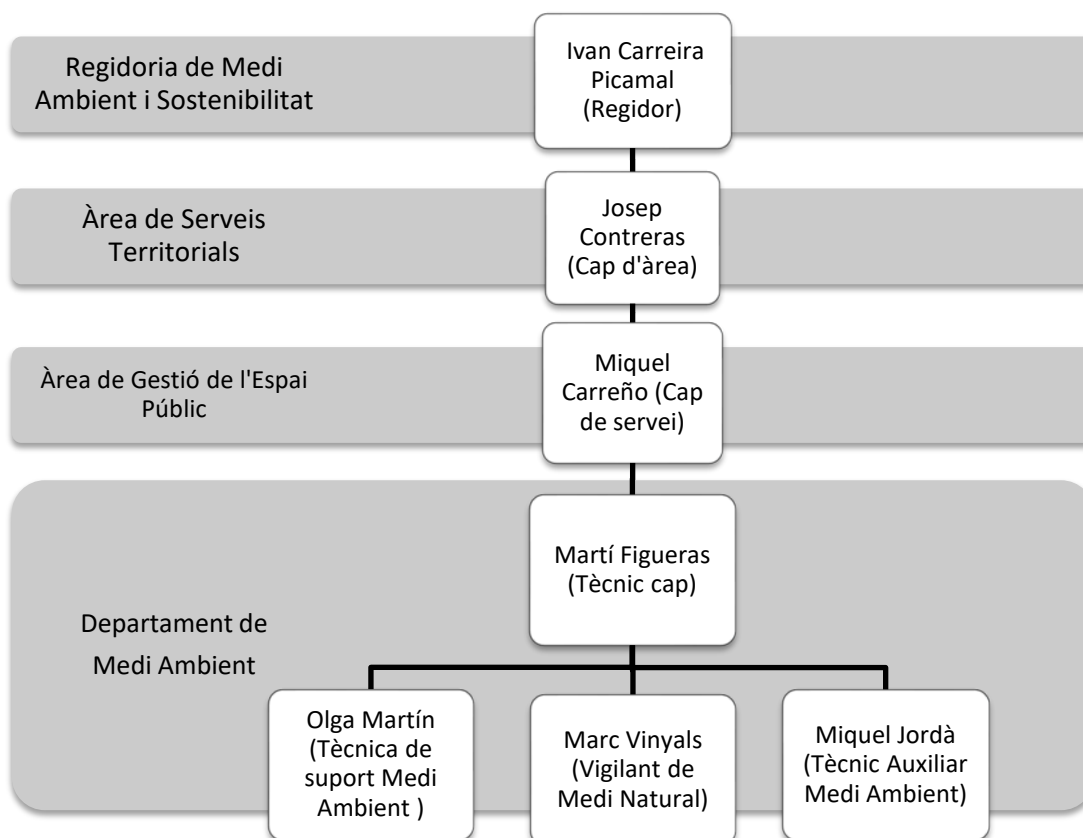 Regidoria de Medi
Ambient i Sostenibilitat
Ivan Carreira
Picamal
(Regidor)
Àrea de Serveis
Territorials
Josep
Contreras
(Cap d'àrea)
Àrea de Gestió de l'Espai
Públic
Miquel
Carreño (Cap
de servei)
Departament de
Medi Ambient
Martí Figueras
(Tècnic cap)
Olga Martín
(Tècnica de
suport Medi
Ambient )
Marc Vinyals
(Vigilant de
Medi Natural)
Miquel Jordà
(Tècnic Auxiliar
Medi Ambient)